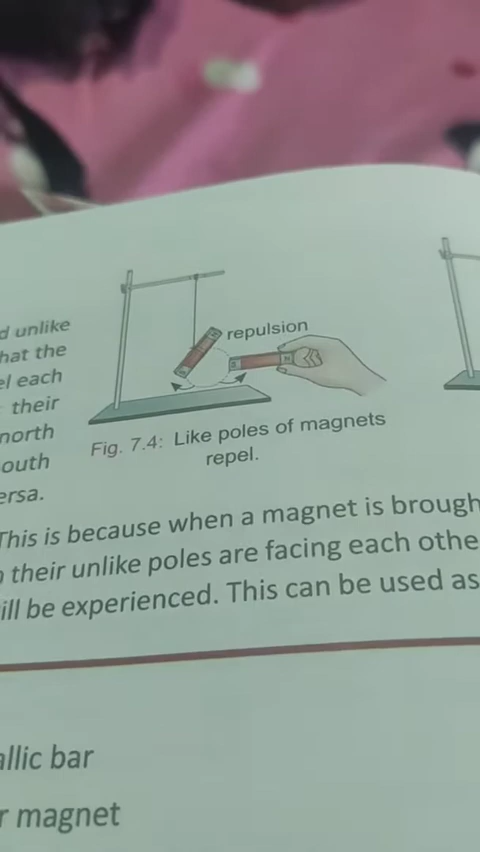 d unlike
hat the
el each
their
north
outh
ersa.
repulsion
Fig. 7.4: Like poles of magnets
repel.
This is because when a magnet is brough
their unlike poles are facing each othe
ill be experienced. This can be used as
allic bar
r magnet